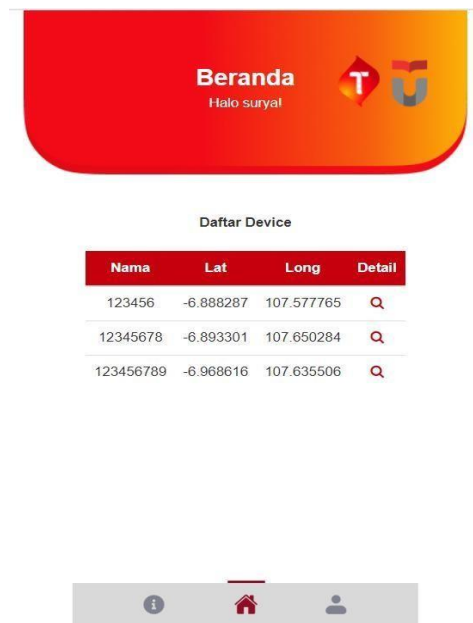 Beranda
Halo surya!
T
Daftar Device
Nama Lat Long Detail
123456 -6.888287 107.577765
12345678 -6.893301 107.650284
123456789 -6.968616 107.635506